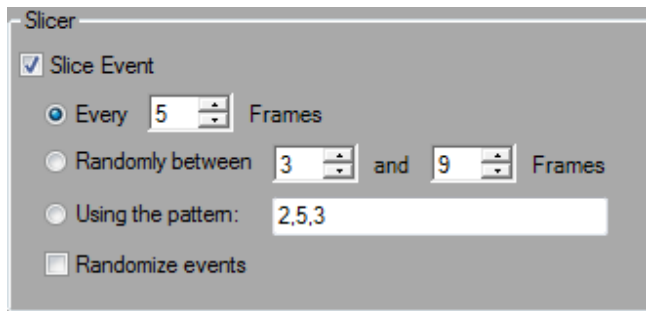 Slicer
Slice Event
Every 5 Frames
Randomly between 3 and 9 Frames
Using the pattern: 2,5,3
Randomize events